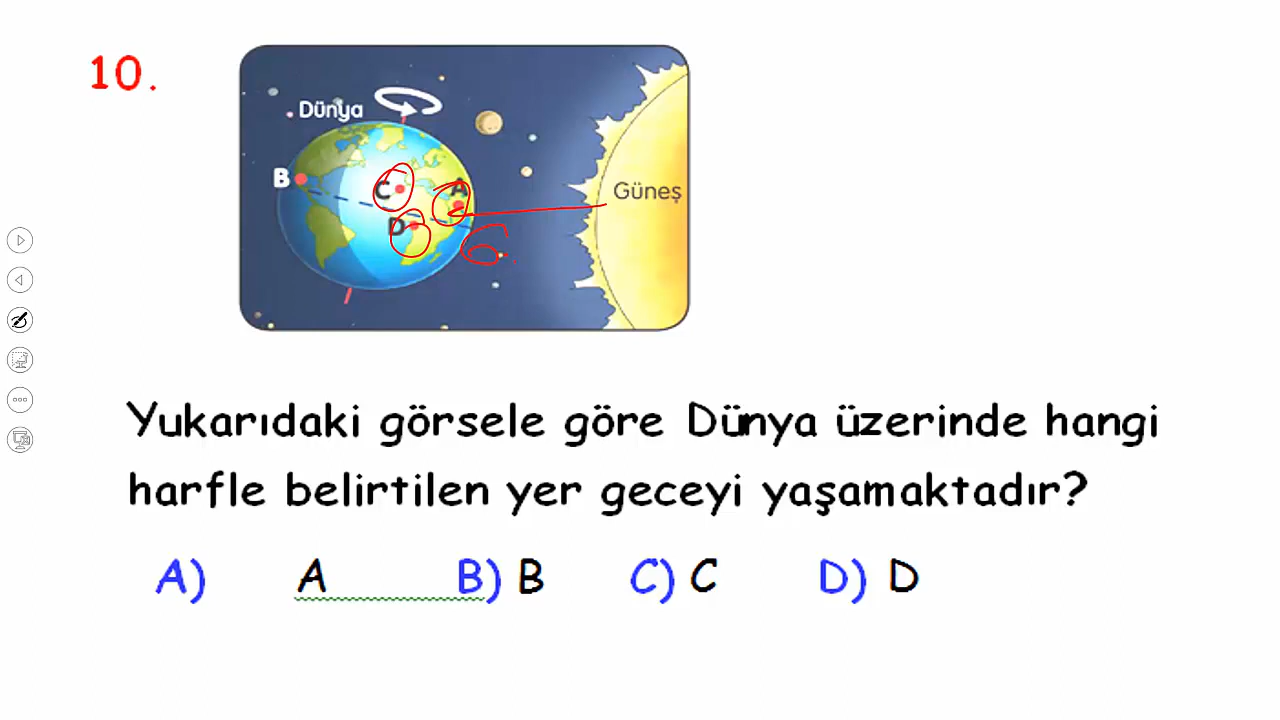 10.
Dünya
B
C
A
Güneş
D
G.
Yukarıdaki görsele göre Dünya üzerinde hangi
harfle belirtilen yer geceyi yaşamaktadır?
A) A B) B C) C D) D